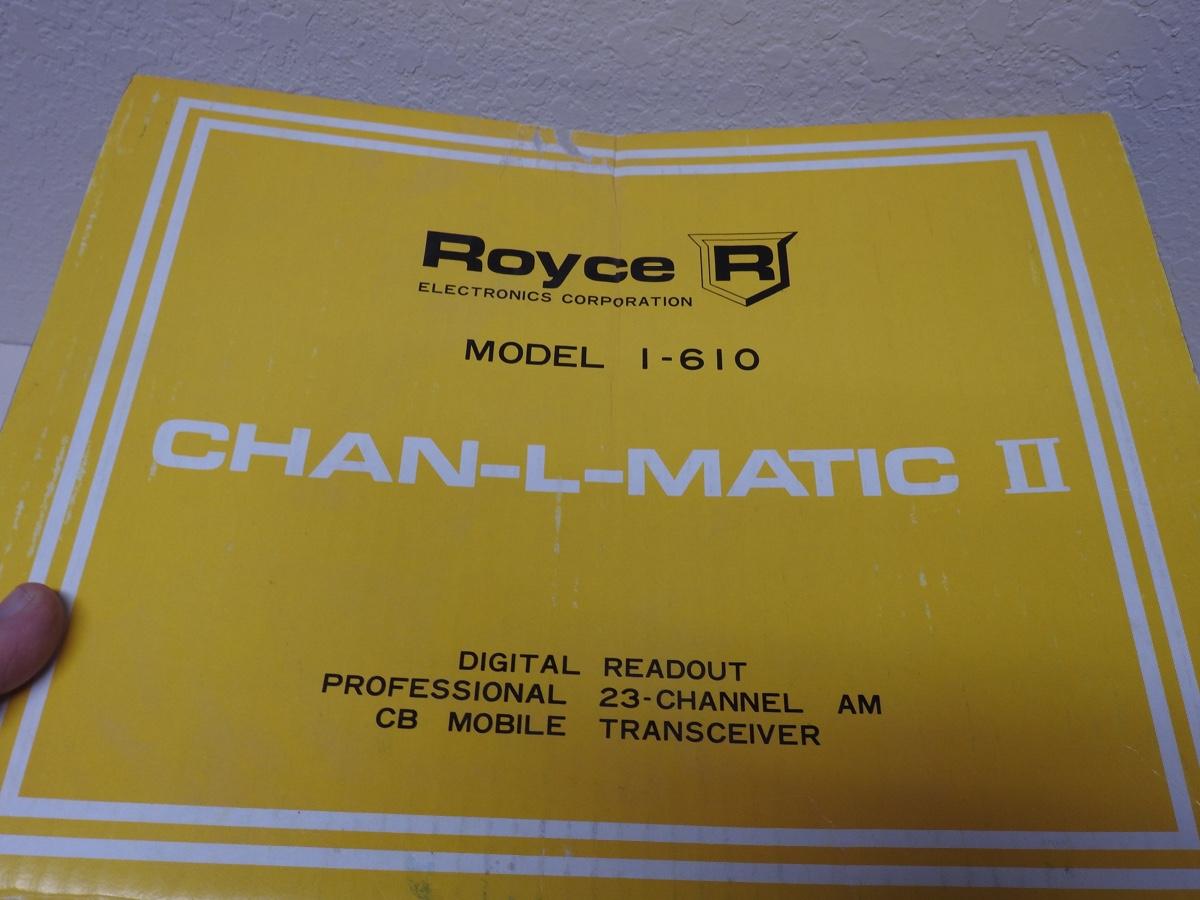 Royce R
ELECTRONICS CORPORATION
MODEL 1-610
CHAN-L-MATIC II
DIGITAL READOUT
PROFESSIONAL 23-CHANNEL AM
CB MOBILE TRANSCEIVER